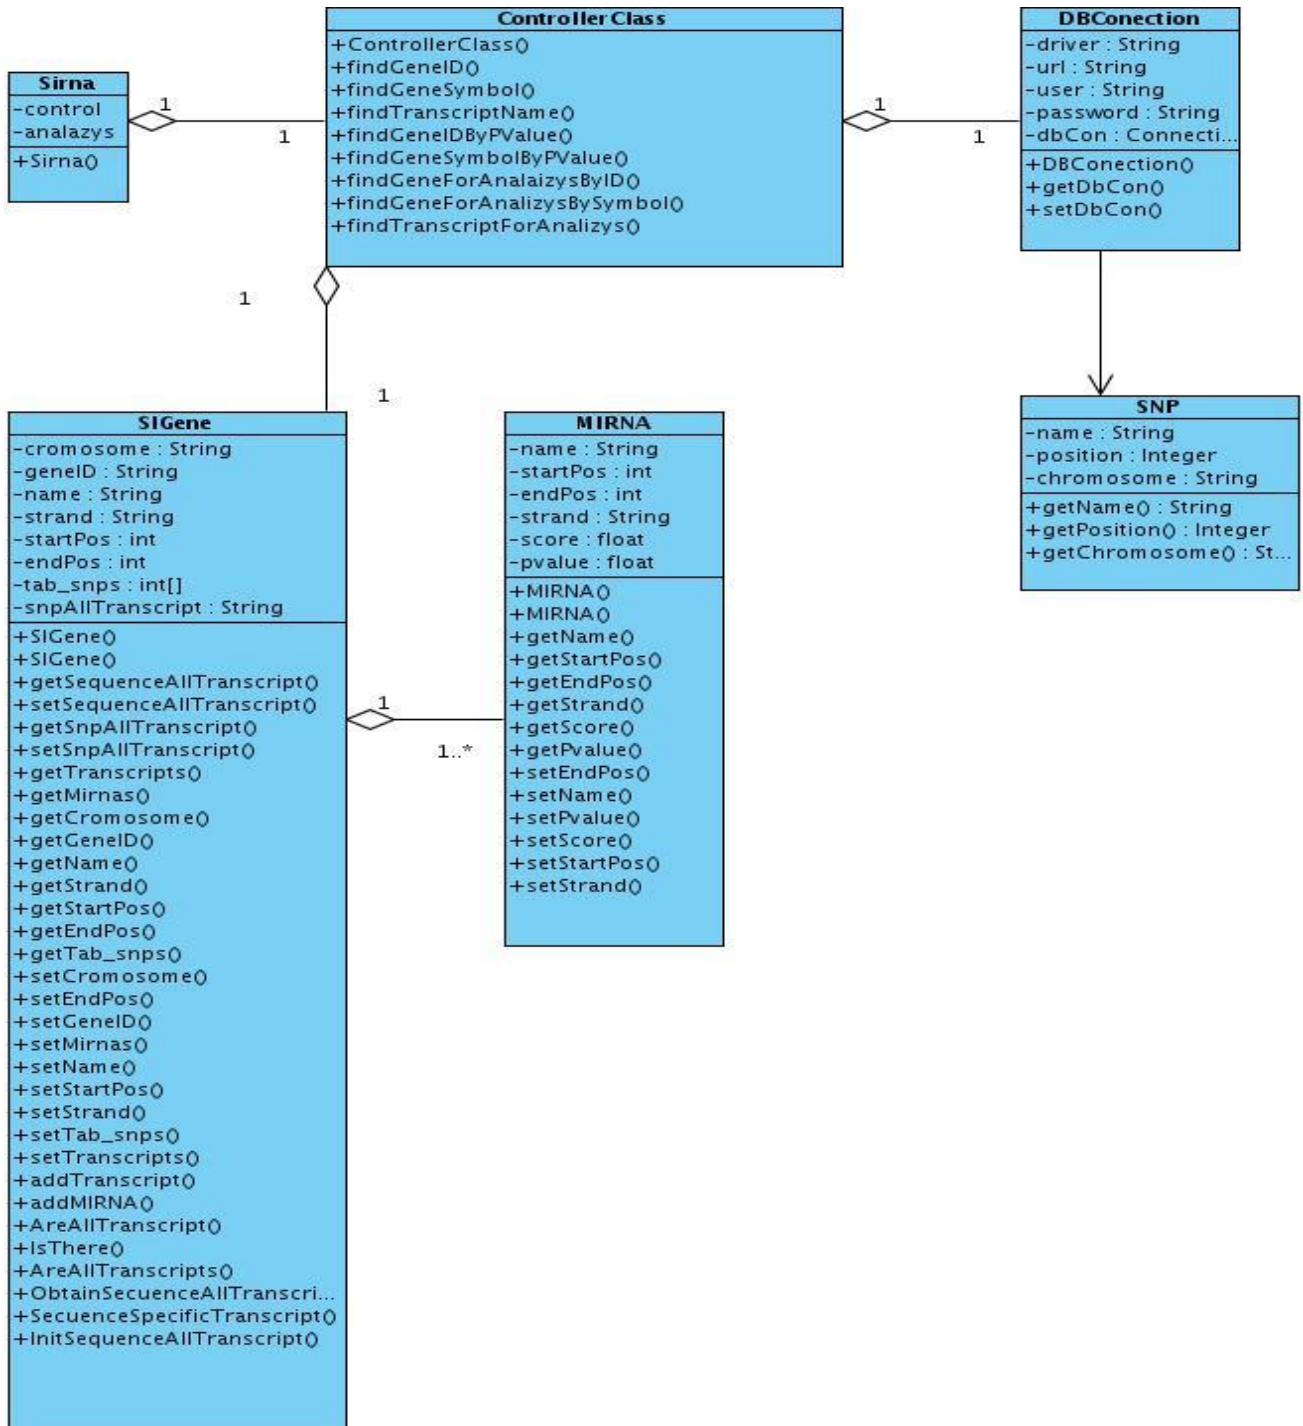 Sirna
-control
-analazys
+Sirna()
1
1
ControllerClass
+ControllerClass()
+findGeneID()
+findGeneSymbol()
+findTranscriptName()
+findGeneIDByPValue()
+findGeneSymbolByPValue()
+findGeneForAnalaizysByID()
+findGeneForAnalizysBySymbol()
+findTranscriptForAnalizys()
1
1
DBConection
-driver : String
-url : String
-user : String
-password : String
-dbCon : Connecti...
+DBConection()
+getDbCon()
+setDbCon()
1
1
SIGene
-cromosome : String
-geneID : String
-name : String
-strand : String
-startPos : int
-endPos : int
-tab_snps : int[]
-snpAllTranscript : String
+SIGene()
+SIGene()
+getSequenceAllTranscript()
+setSequenceAllTranscript()
+getSnpAllTranscript()
+setSnpAllTranscript()
+getTranscripts()
+getMirnas()
+getCromosome()
+getGeneID()
+getName()
+getStrand()
+getStartPos()
+getEndPos()
+getTab_snps()
+setCromosome()
+setEndPos()
+setGeneID()
+setMirnas()
+setName()
+setStartPos()
+setStrand()
+setTab_snps()
+setTranscripts()
+addTranscript()
+addMIRNA()
+AreAllTranscript()
+IsThere()
+AreAllTranscripts()
+ObtainSecuenceAllTranscri...
+SecuenceSpecificTranscript()
+InitSequenceAllTranscript()
1
1..*
MIRNA
-name : String
-startPos : int
-endPos : int
-strand : String
-score : float
-pvalue : float
+MIRNA()
+MIRNA()
+getName()
+getStartPos()
+getEndPos()
+getStrand()
+getScore()
+getPvalue()
+setEndPos()
+setName()
+setPvalue()
+setScore()
+setStartPos()
+setStrand()
SNP
-name : String
-position : Integer
-chromosome : String
+getName() : String
+getPosition() : Integer
+getChromosome() : St...